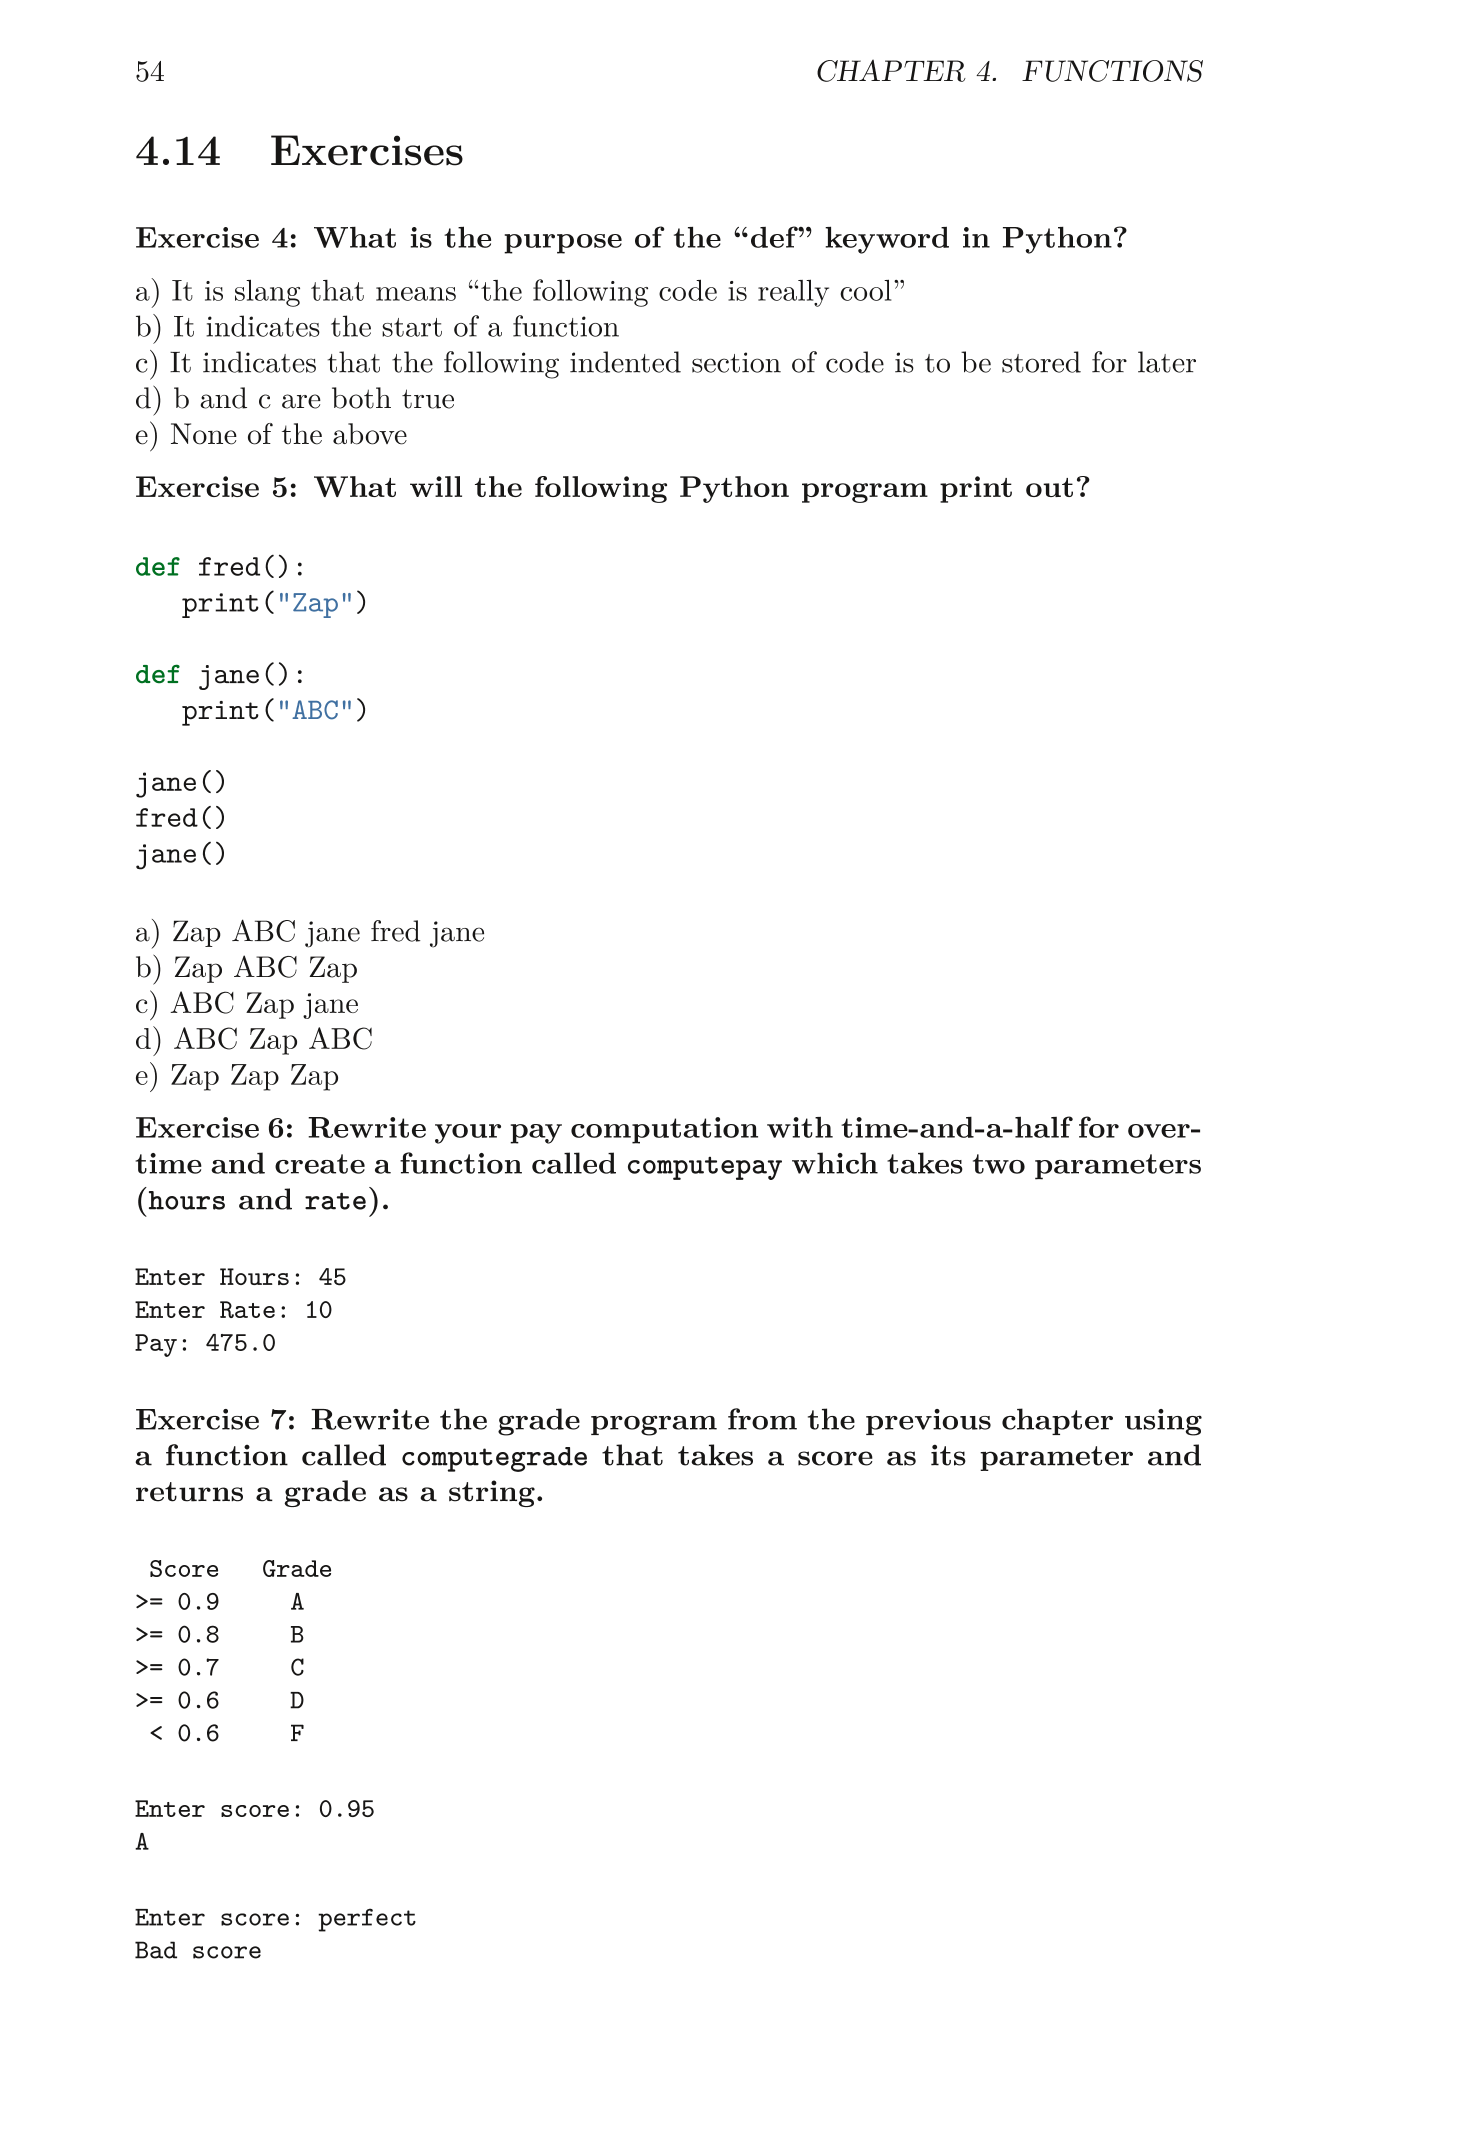 54 CHAPTER 4. FUNCTIONS
4.14 Exercises
Exercise 4: What is the purpose of the “def” keyword in Python?
a) It is slang that means “the following code is really cool”
b) It indicates the start of a function
c) It indicates that the following indented section of code is to be stored for later
d) b and c are both true
e) None of the above
Exercise 5: What will the following Python program print out?
def fred():
   print("Zap")
def jane():
   print("ABC")
jane()
fred()
jane()
a) Zap ABC jane fred jane
b) Zap ABC Zap
c) ABC Zap jane
d) ABC Zap ABC
e) Zap Zap Zap
Exercise 6: Rewrite your pay computation with time-and-a-half for over-
time and create a function called computepay which takes two parameters
(hours and rate).
Enter Hours: 45
Enter Rate: 10
Pay: 475.0
Exercise 7: Rewrite the grade program from the previous chapter using
a function called computegrade that takes a score as its parameter and
returns a grade as a string.
 Score   Grade
>= 0.9     A
>= 0.8     B
>= 0.7     C
>= 0.6     D
 < 0.6     F
Enter score: 0.95
A
Enter score: perfect
Bad score